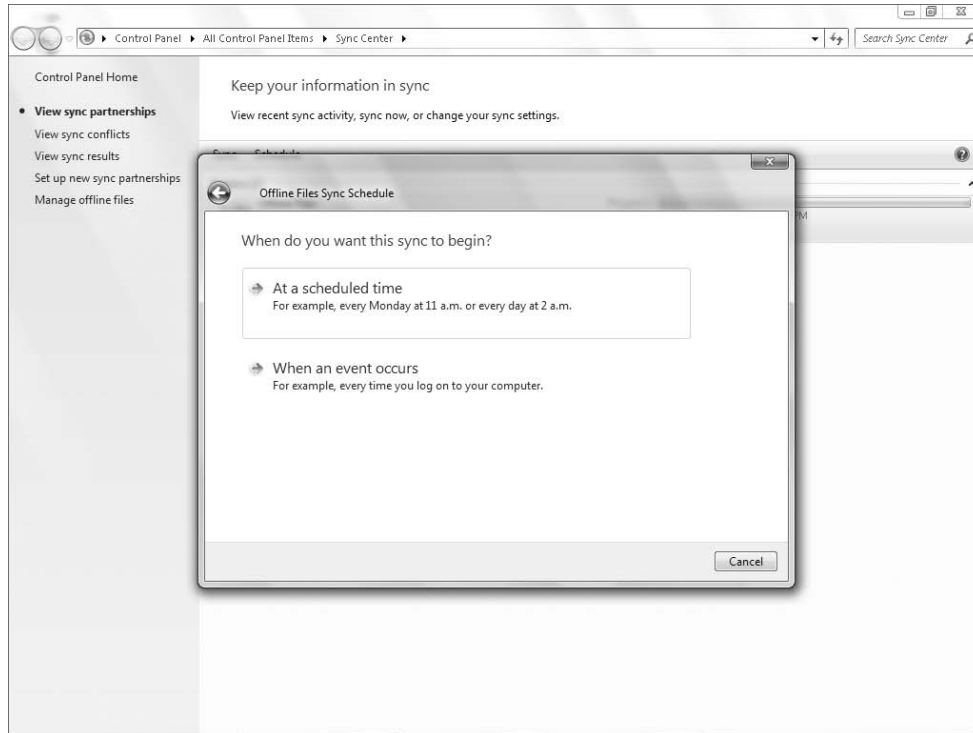 Control Panel ▸ All Control Panel Items ▸ Sync Center ▸
Search Sync Center
Control Panel Home
View sync partnerships
View sync conflicts
View sync results
Set up new sync partnerships
Manage offline files
Keep your information in sync
View recent sync activity, sync now, or change your sync settings.
Sync Schedule
Offline Files Sync Schedule
PM
When do you want this sync to begin?
At a scheduled time
For example, every Monday at 11 a.m. or every day at 2 a.m.
When an event occurs
For example, every time you log on to your computer.
Cancel